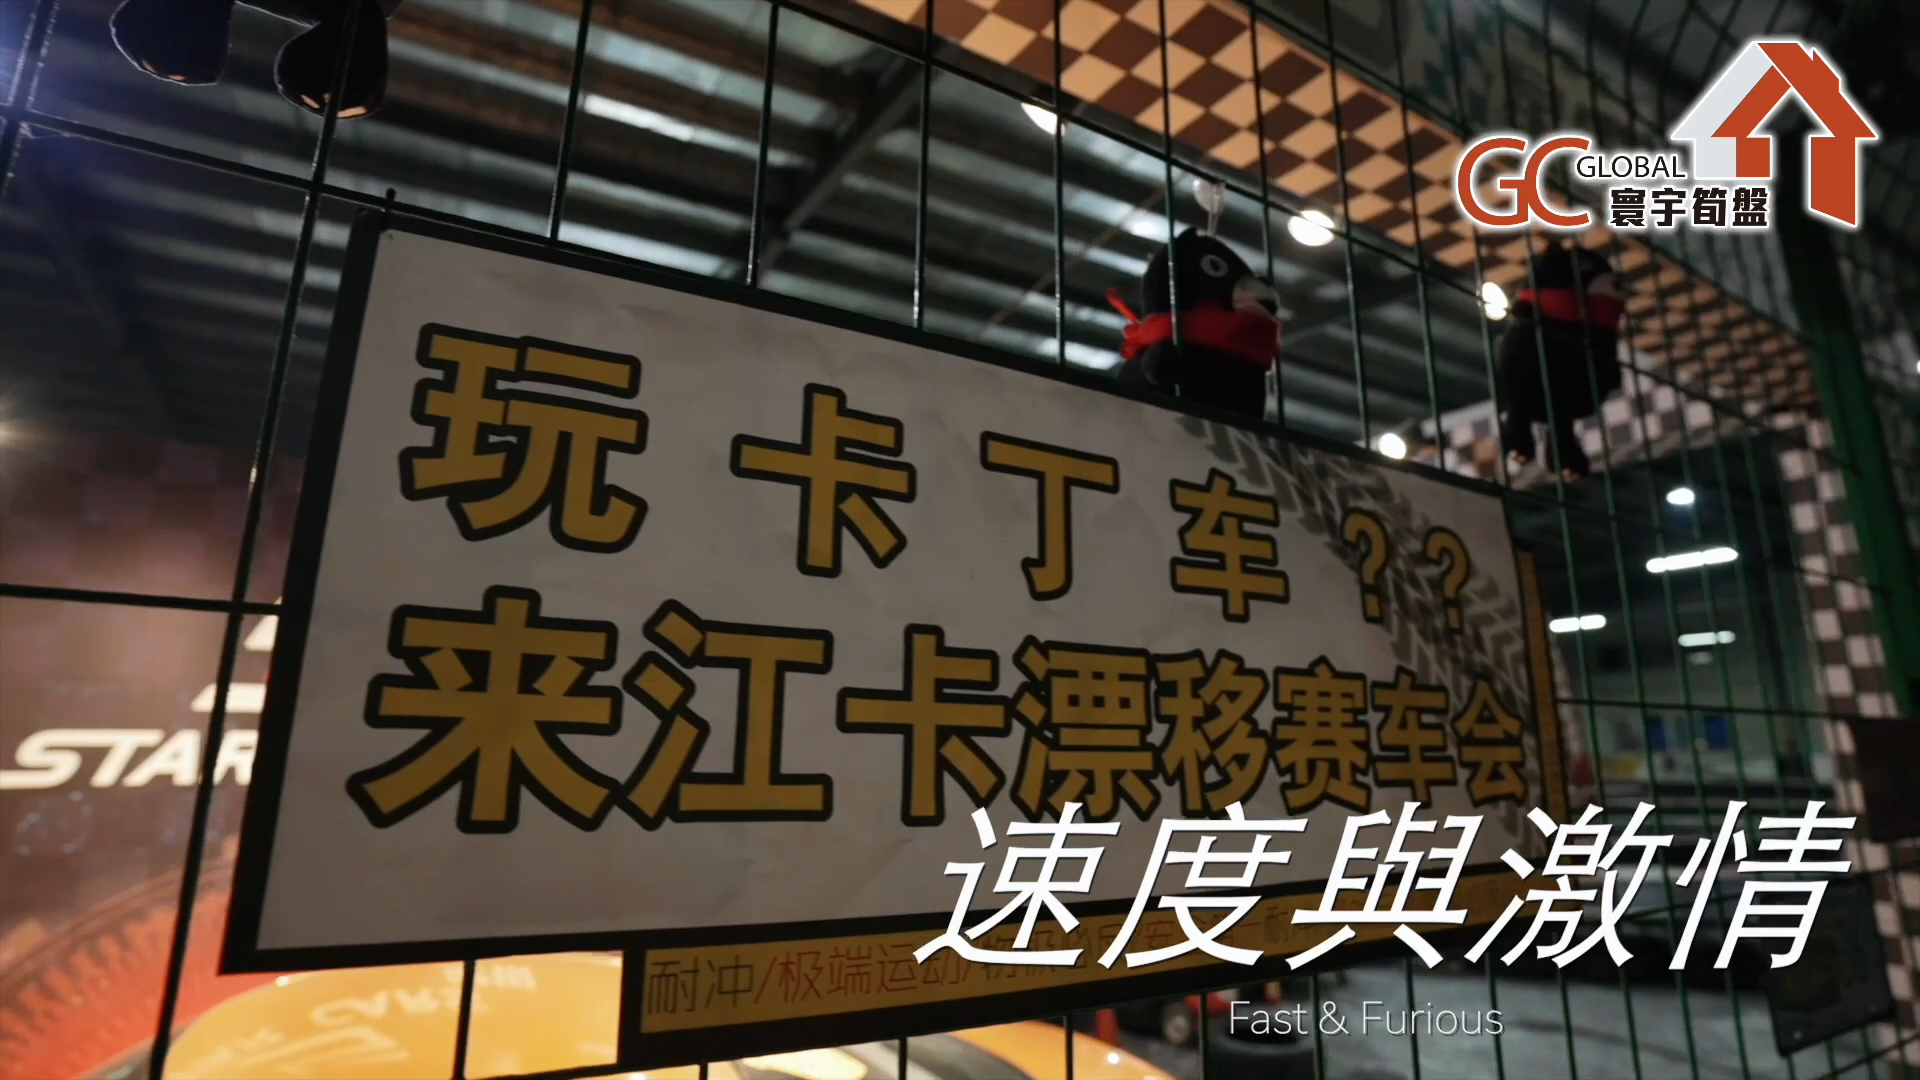 GC GLOBAL
寰宇筍盤
玩卡丁车??
来江卡漂移赛车会
STAR
耐冲/极端运动/
速度與激情
Fast & Furious